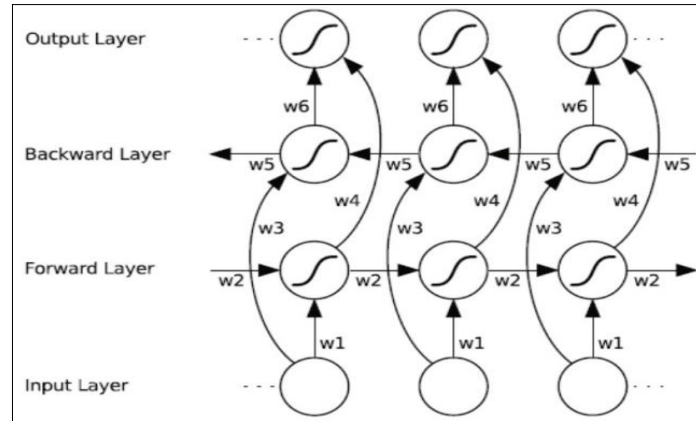 Output Layer
w6 w6 w6
Backward Layer
w5 w5 w5 w5
w3 w4 w3 w4 w3 w4
Forward Layer
w2 w2 w2 w2
w1 w1 w1
Input Layer